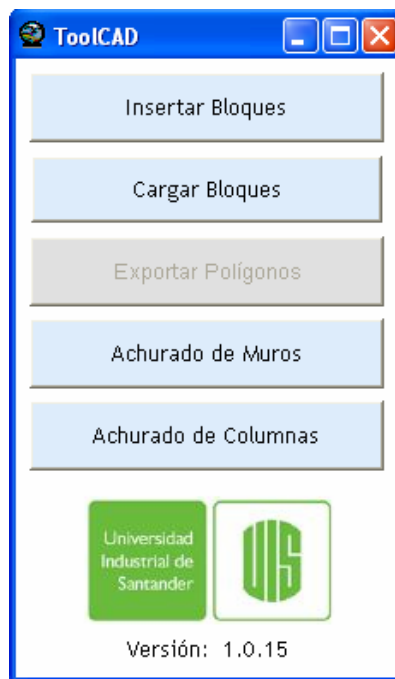 ToolCAD
Insertar Bloques
Cargar Bloques
Exportar Polígonos
Achurado de Muros
Achurado de Columnas
Universidad
Industrial de
Santander
UIS
Versión: 1.0.15